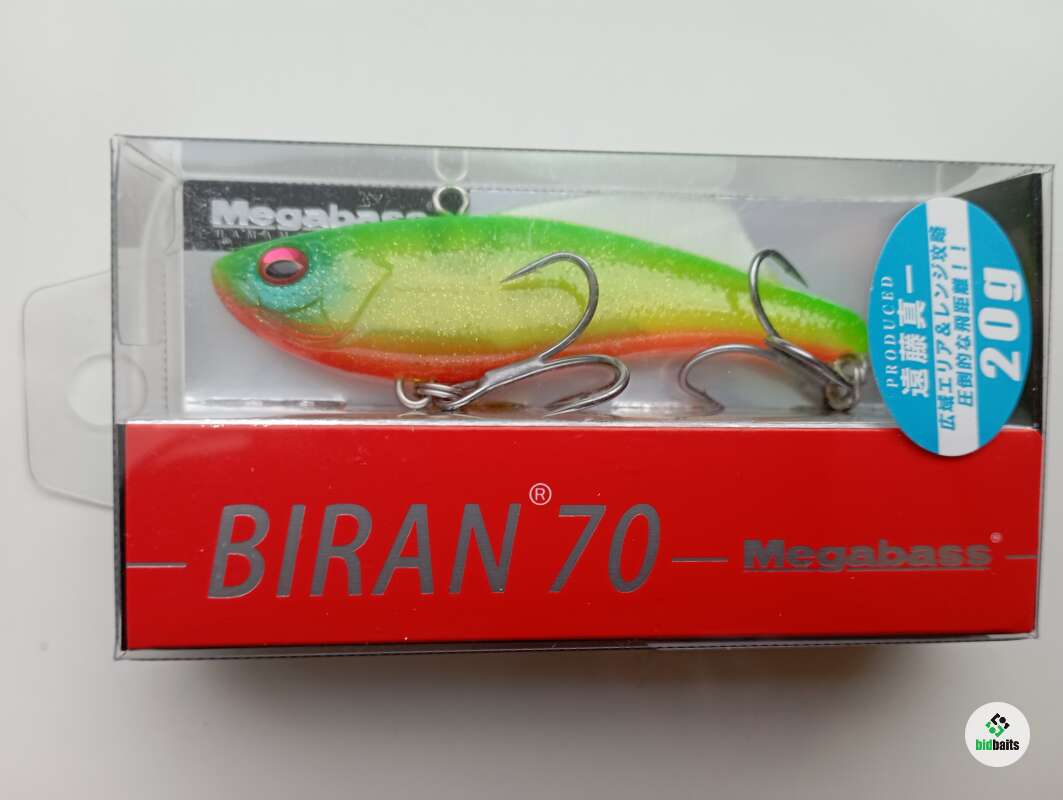 Megabass
PRODUCED
遠藤真一
広域エリア&レンジ攻略
圧倒的な飛距離!!
20g
BIRAN® 70
Megabass®
bidbaits